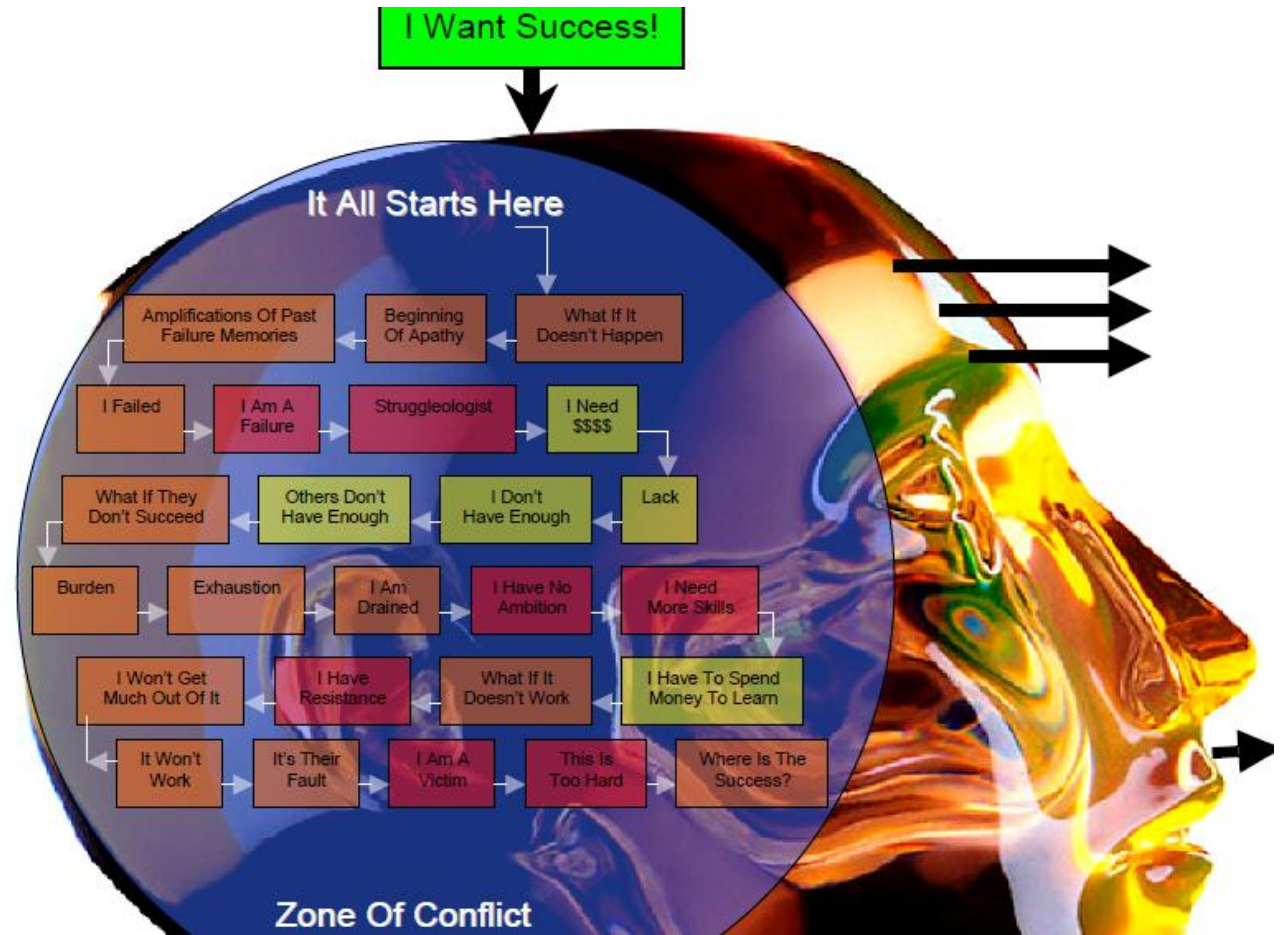 I Want Success!
It All Starts Here
Amplifications Of Past
Failure Memories
Beginning
Of Apathy
What If It
Doesn't Happen
I Failed
I Am A
Failure
Struggleologist
I Need
$$$$
What If They
Don't Succeed
Others Don't
Have Enough
I Don't
Have Enough
Lack
Burden
Exhaustion
I Am
Drained
I Have No
Ambition
I Need
More Skills
I Won't Get
Much Out Of It
I Have
Resistance
What If It
Doesn't Work
I Have To Spend
Money To Learn
It Won't
Work
It's Their
Fault
I Am A
Victim
This Is
Too Hard
Where Is The
Success?
Zone Of Conflict